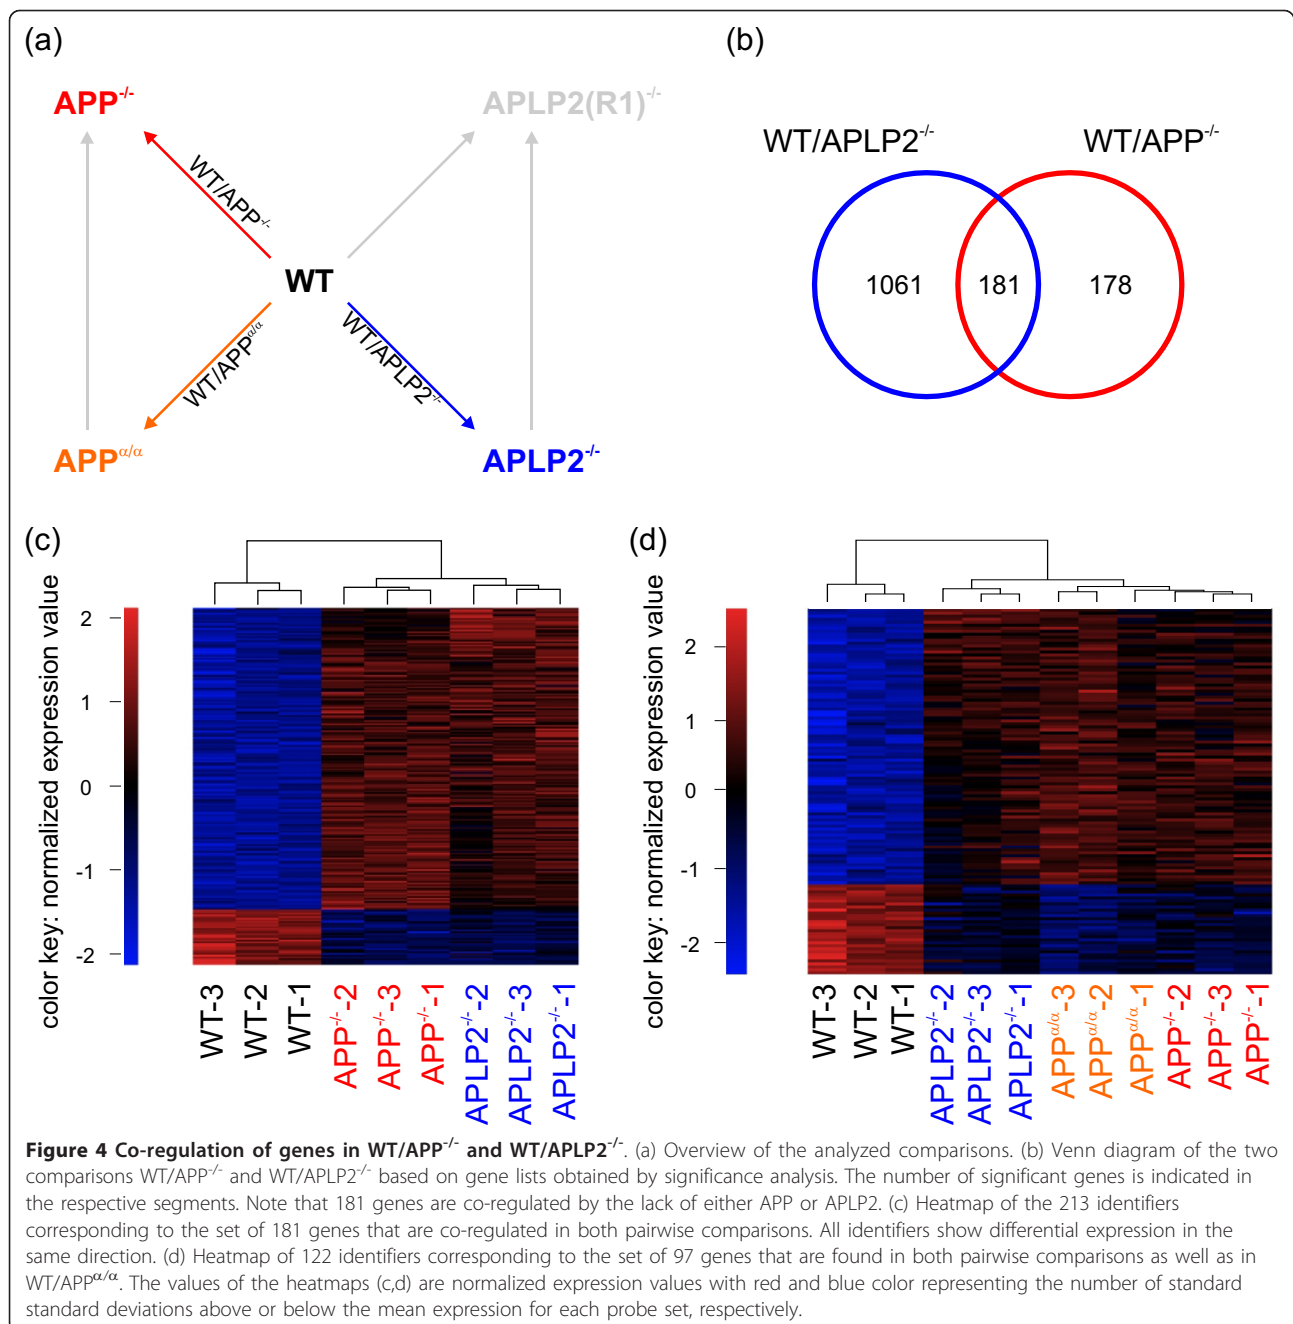 (a)
APP-/-
APLP2(R1)-/-
WT/APP-/-
WT
WT/APPα/α
WT/APLP2-/-
APPα/α
APLP2-/-
(b)
WT/APLP2-/-
WT/APP-/-
1061
181
178
(c)
color key: normalized expression value
2
1
0
-1
-2
WT-3
WT-2
WT-1
APP-/--2
APP-/--3
APP-/--1
APLP2-/--2
APLP2-/--3
APLP2-/--1
(d)
color key: normalized expression value
2
1
0
-1
-2
WT-3
WT-2
WT-1
APLP2-/--2
APLP2-/--3
APLP2-/--1
APPα/α-3
APPα/α-2
APPα/α-1
APP-/--2
APP-/--3
APP-/--1
Figure 4 Co-regulation of genes in WT/APP-/- and WT/APLP2-/-. (a) Overview of the analyzed comparisons. (b) Venn diagram of the two
comparisons WT/APP-/- and WT/APLP2-/- based on gene lists obtained by significance analysis. The number of significant genes is indicated in
the respective segments. Note that 181 genes are co-regulated by the lack of either APP or APLP2. (c) Heatmap of the 213 identifiers
corresponding to the set of 181 genes that are co-regulated in both pairwise comparisons. All identifiers show differential expression in the
same direction. (d) Heatmap of 122 identifiers corresponding to the set of 97 genes that are found in both pairwise comparisons as well as in
WT/APPα/α. The values of the heatmaps (c,d) are normalized expression values with red and blue color representing the number of standard
standard deviations above or below the mean expression for each probe set, respectively.